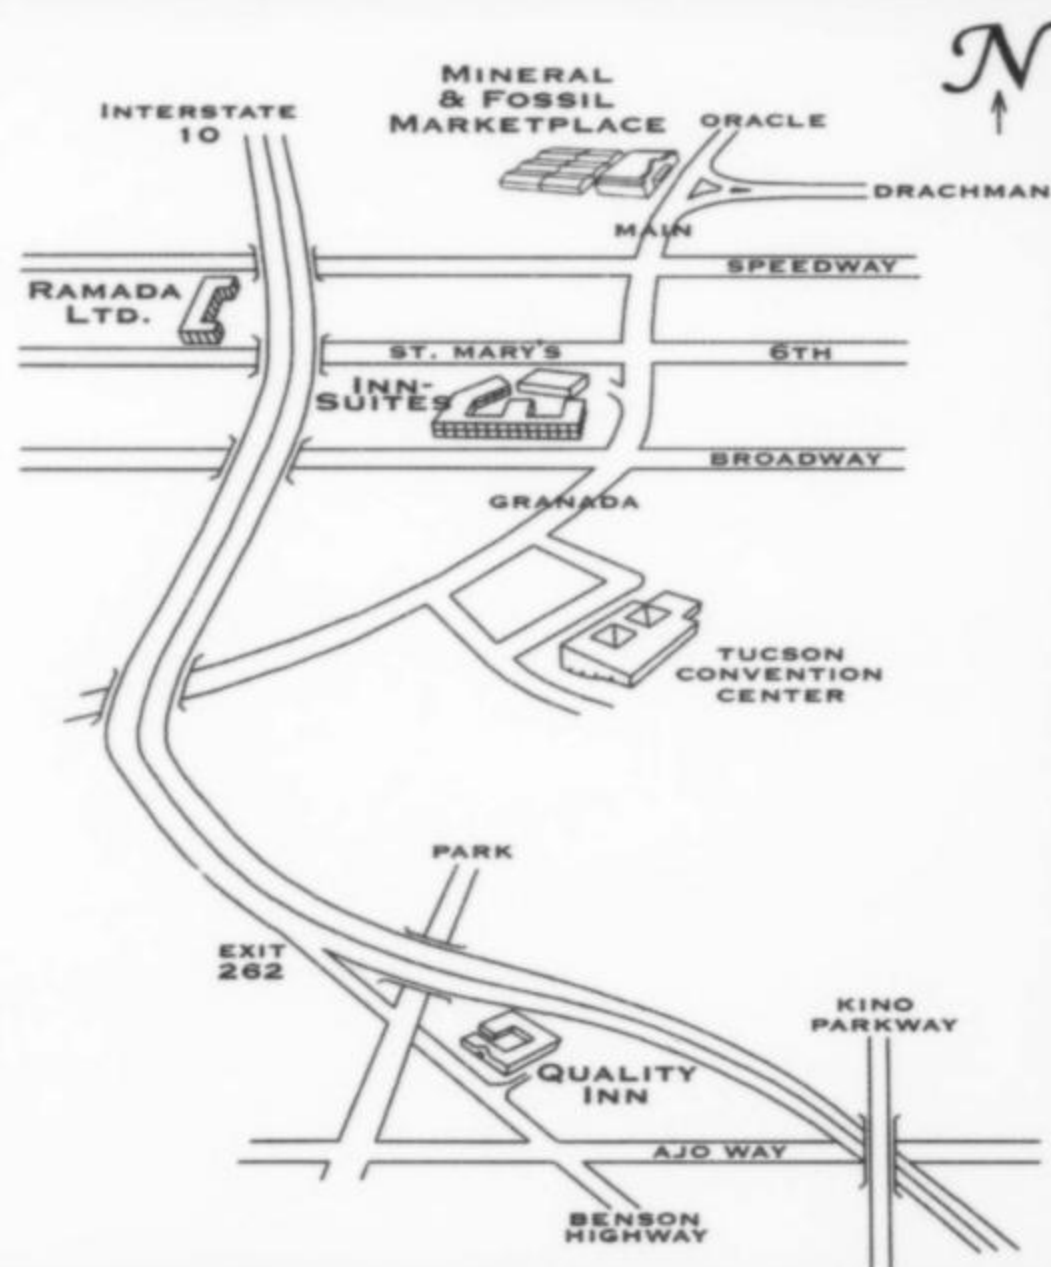 N
MINERAL
& FOSSIL
MARKETPLACE
INTERSTATE
10
ORACLE
DRACHMAN
MAIN
SPEEDWAY
RAMADA
LTD.
ST. MARY'S
6TH
INN-
SUITES
BROADWAY
GRANADA
TUCSON
CONVENTION
CENTER
PARK
EXIT
262
KINO
PARKWAY
QUALITY
INN
AJO WAY
BENSON
HIGHWAY